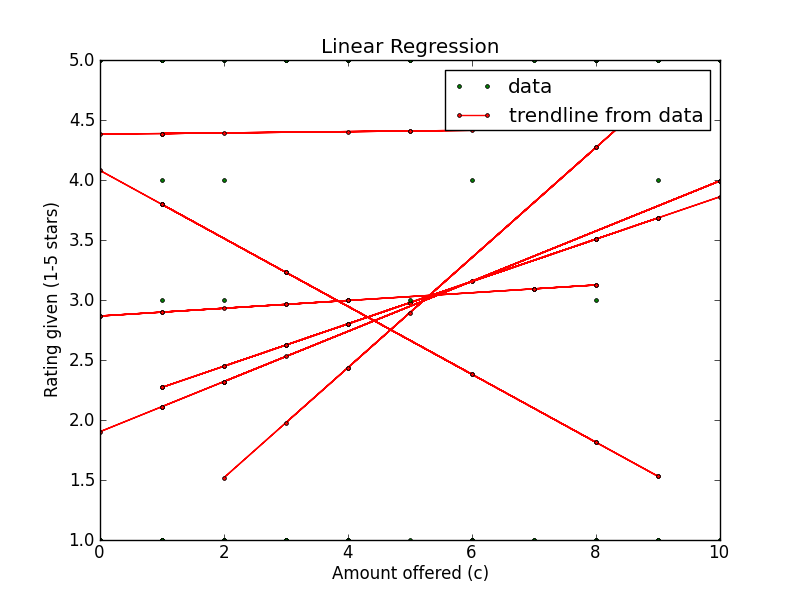 Linear Regression
data
trendline from data
5.0
4.5
4.0
3.5
3.0
2.5
2.0
1.5
1.0
Rating given (1-5 stars)
0 2 4 6 8 10
Amount offered (c)